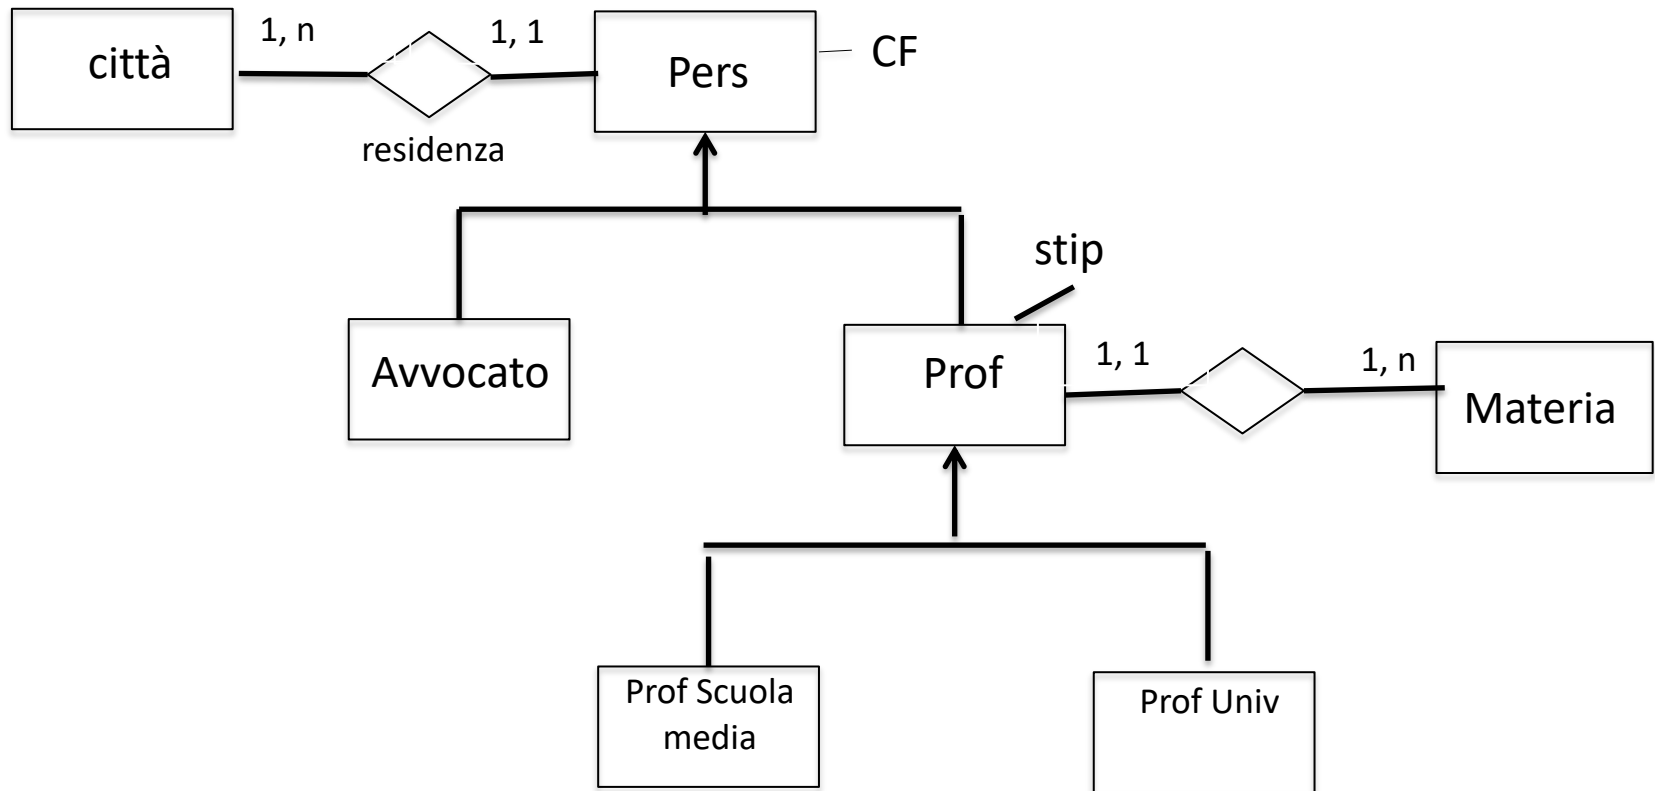 città
1, n
1, 1
Pers
CF
residenza
stip
Avvocato
Prof
1, 1
1, n
Materia
Prof Scuola
media
Prof Univ